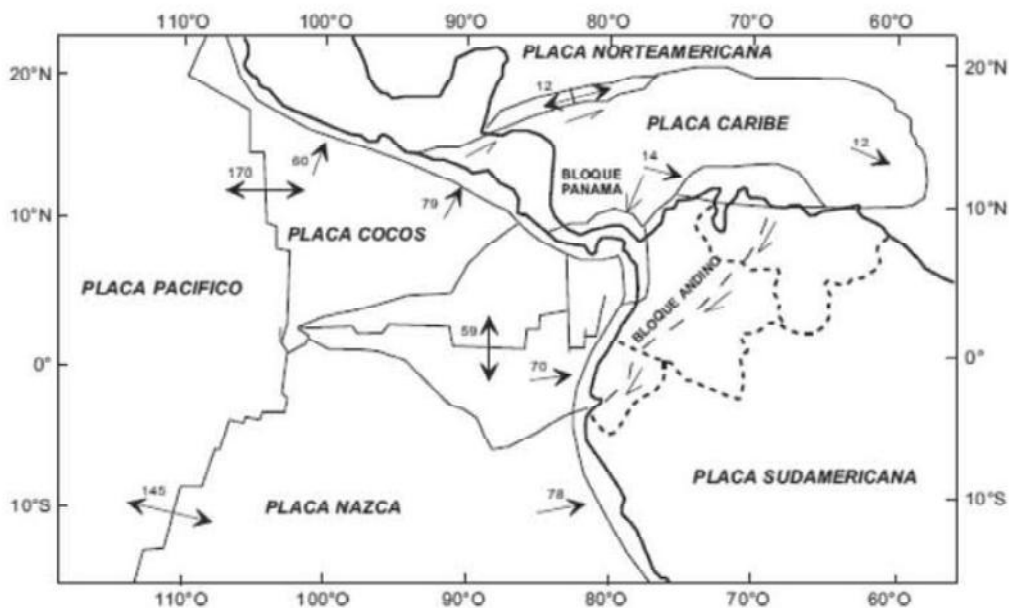 110°O 100°O 90°O 80°O 70°O 60°O
PLACA NORTEAMERICANA
20°N 20°N
12
PLACA CARIBE
12
60
14
BLOQUE
PANAMA
170
79
10°N 10°N
PLACA COCOS
PLACA PACIFICO
BLOQUE ANDINO
59
0° 0°
70
PLACA SUDAMERICANA
145
78
PLACA NAZCA
10°S 10°S
110°O 100°O 90°O 80°O 70°O 60°O